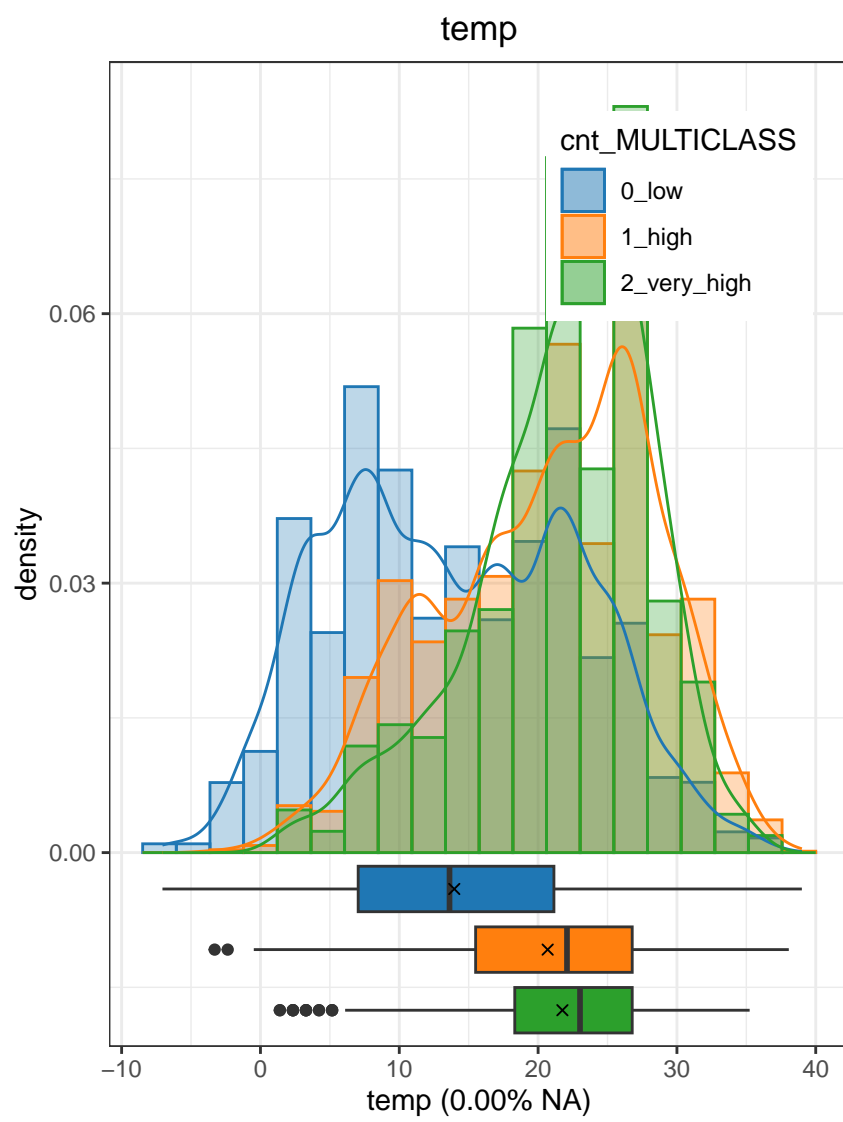 temp
cnt_MULTICLASS
0_low
1_high
2_very_high
0.06
0.03
0.00
density
−10 0 10 20 30 40
temp (0.00% NA)